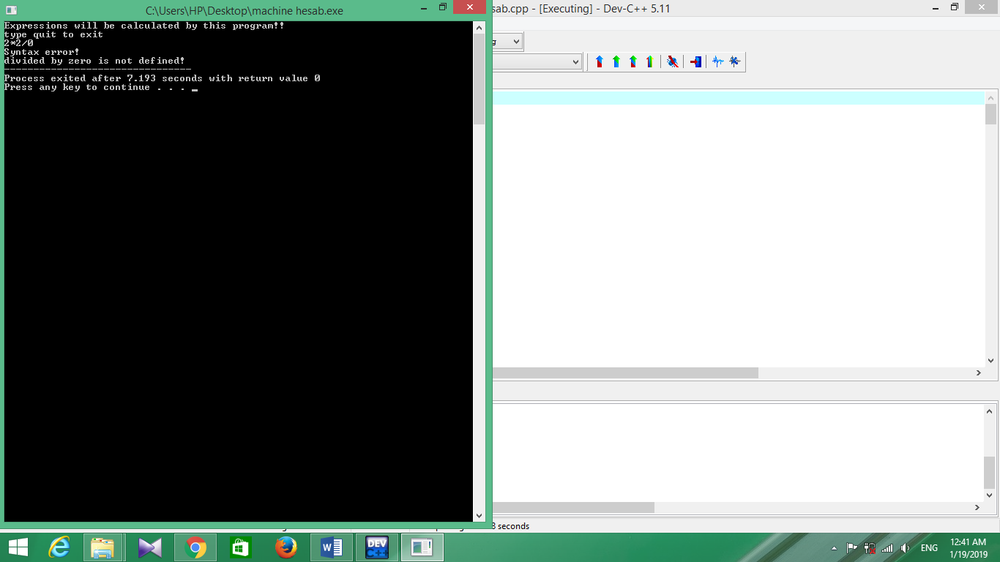 C:\Users\HP\Desktop\machine hesab.exe
Expressions will be calculated by this program!!
type quit to exit
2*2/0
Syntax error!
divided by zero is not defined!
--------------------------------
Process exited after 7.193 seconds with return value 0
Press any key to continue . . . _
sab.cpp - [Executing] - Dev-C++ 5.11
8 seconds
DEV C++
ENG
12:41 AM
1/19/2019